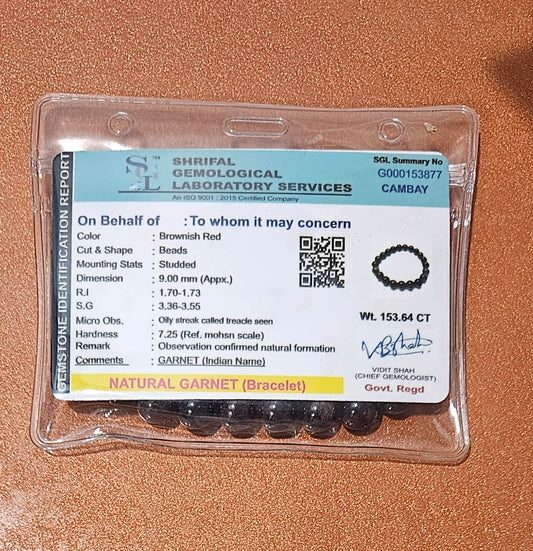 GEMSTONE IDENTIFICATION REPORT
SGL
SHRIFAL
GEMOLOGICAL
LABORATORY SERVICES
An ISO 9001 : 2015 Certified Company
SGL Summary No
G000153877
CAMBAY
On Behalf of : To whom it may concern
Color : Brownish Red
Cut & Shape : Beads
Mounting Stats : Studded
Dimension : 9.00 mm (Appx.)
R.I : 1.70-1.73
S.G : 3.36-3.55
Micro Obs. : Olly streak called treacle seen
Hardness : 7.25 (Ref. mohsn scale)
Remark : Observation confirmed natural formation
Comments : GARNET (Indian Name)
NATURAL GARNET (Bracelet)
Wt. 153.64 CT
VIDIT SHAH
(CHIEF GEMOLOGIST)
Govt. Regd